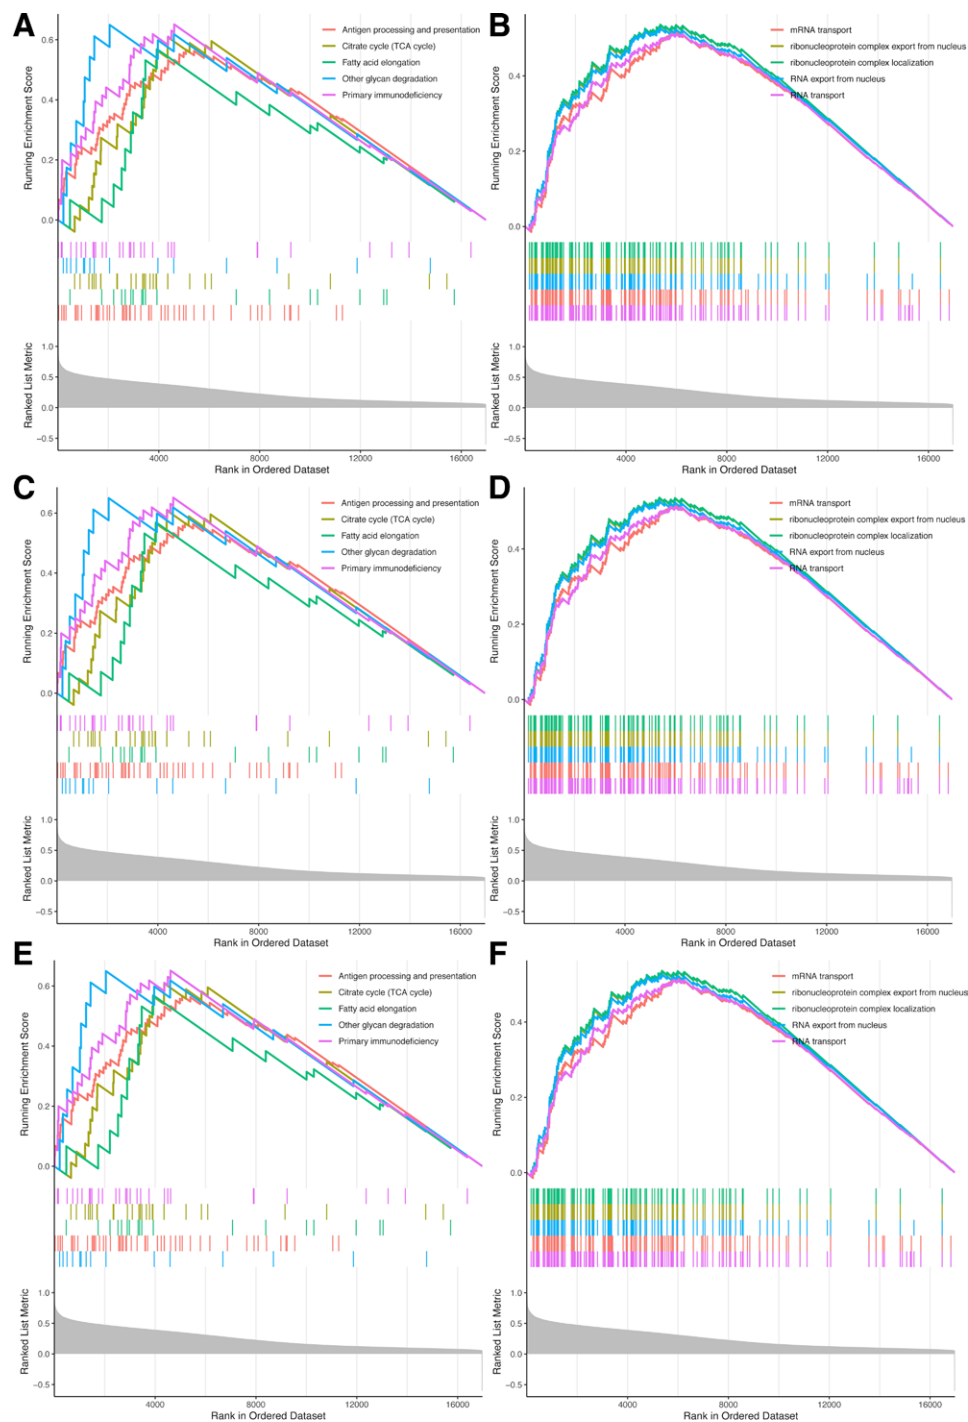 A
Running Enrichment Score
0.6
0.4
0.2
0.0
Antigen processing and presentation
Citrate cycle (TCA cycle)
Fatty acid elongation
Other glycan degradation
Primary immunodeficiency
Ranked List Metric
1.0
0.5
0.0
−0.5
4000 8000 12000 16000
Rank in Ordered Dataset
B
Running Enrichment Score
0.4
0.2
0.0
mRNA transport
ribonucleoprotein complex export from nucleus
ribonucleoprotein complex localization
RNA export from nucleus
RNA transport
Ranked List Metric
1.0
0.5
0.0
−0.5
4000 8000 12000 16000
Rank in Ordered Dataset
C
Running Enrichment Score
0.6
0.4
0.2
0.0
Antigen processing and presentation
Citrate cycle (TCA cycle)
Fatty acid elongation
Other glycan degradation
Primary immunodeficiency
Ranked List Metric
1.0
0.5
0.0
−0.5
4000 8000 12000 16000
Rank in Ordered Dataset
D
Running Enrichment Score
0.4
0.2
0.0
mRNA transport
ribonucleoprotein complex export from nucleus
ribonucleoprotein complex localization
RNA export from nucleus
RNA transport
Ranked List Metric
1.0
0.5
0.0
−0.5
4000 8000 12000 16000
Rank in Ordered Dataset
E
Running Enrichment Score
0.6
0.4
0.2
0.0
Antigen processing and presentation
Citrate cycle (TCA cycle)
Fatty acid elongation
Other glycan degradation
Primary immunodeficiency
Ranked List Metric
1.0
0.5
0.0
−0.5
4000 8000 12000 16000
Rank in Ordered Dataset
F
Running Enrichment Score
0.4
0.2
0.0
mRNA transport
ribonucleoprotein complex export from nucleus
ribonucleoprotein complex localization
RNA export from nucleus
RNA transport
Ranked List Metric
1.0
0.5
0.0
−0.5
4000 8000 12000 16000
Rank in Ordered Dataset